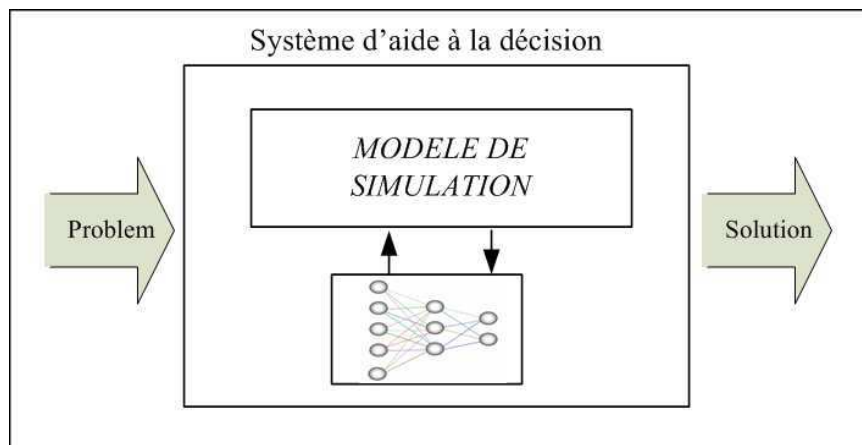 Système d'aide à la décision
MODELE DE
SIMULATION
Problem
Solution